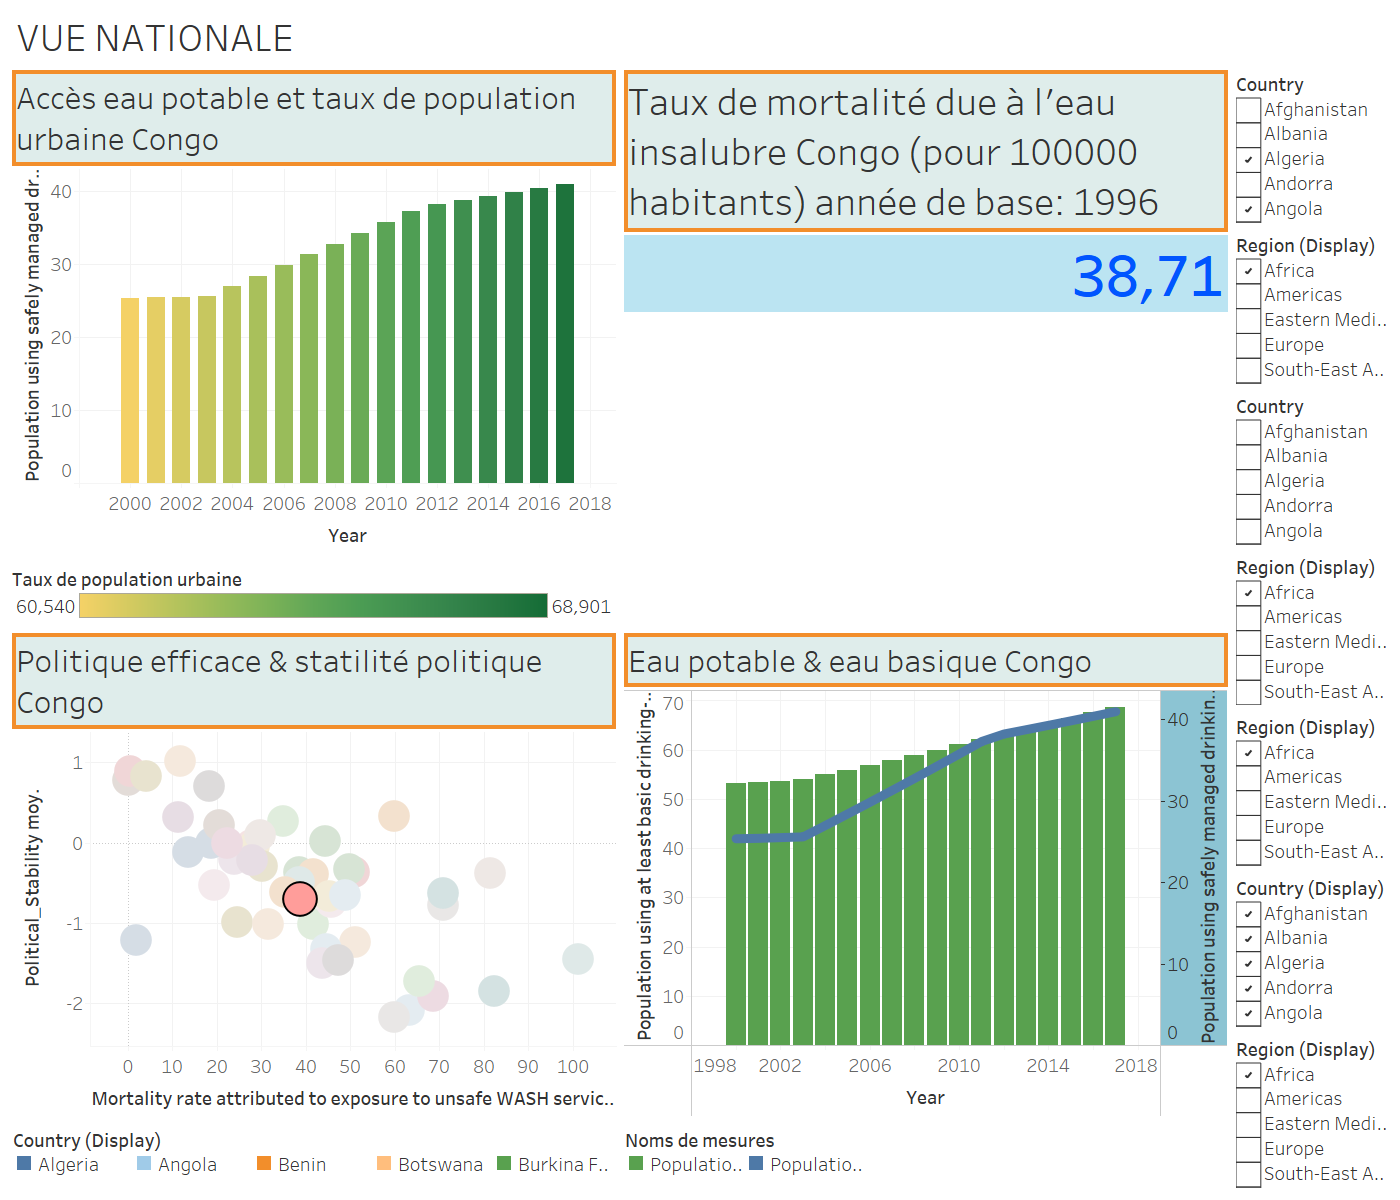 VUE NATIONALE
Accès eau potable et taux de population
urbaine Congo
Population using safely managed dr..
40
30
20
10
0
2000 2002 2004 2006 2008 2010 2012 2014 2016 2018
Year
Taux de population urbaine
60,540 68,901
Taux de mortalité due à l’eau
insalubre Congo (pour 100000
habitants) année de base: 1996
38,71
Politique efficace & statilité politique
Congo
Political_Stability moy.
1
0
-1
-2
0 10 20 30 40 50 60 70 80 90 100
Mortality rate attributed to exposure to unsafe WASH servic..
Country (Display)
Algeria Angola Benin Botswana Burkina F..
Eau potable & eau basique Congo
Population using at least basic drinking-..
70
60
50
40
30
20
10
0
40
30
20
10
0
Population using safely managed drinkin..
1998 2002 2006 2010 2014 2018
Year
Noms de mesures
Populatio.. Populatio..
Country
Afghanistan
Albania
Algeria
Andorra
Angola
Region (Display)
Africa
Americas
Eastern Medi..
Europe
South-East A..
Country
Afghanistan
Albania
Algeria
Andorra
Angola
Region (Display)
Africa
Americas
Eastern Medi..
Europe
South-East A..
Region (Display)
Africa
Americas
Eastern Medi..
Europe
South-East A..
Country (Display)
Afghanistan
Albania
Algeria
Andorra
Angola
Region (Display)
Africa
Americas
Eastern Medi..
Europe
South-East A..